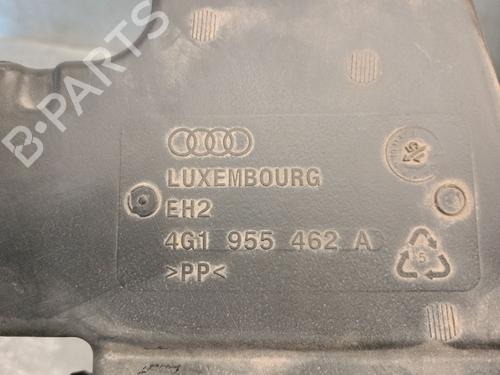 B-PARTS
LUXEMBOURG
EH2
4G1 955 462 A
>PP<
5